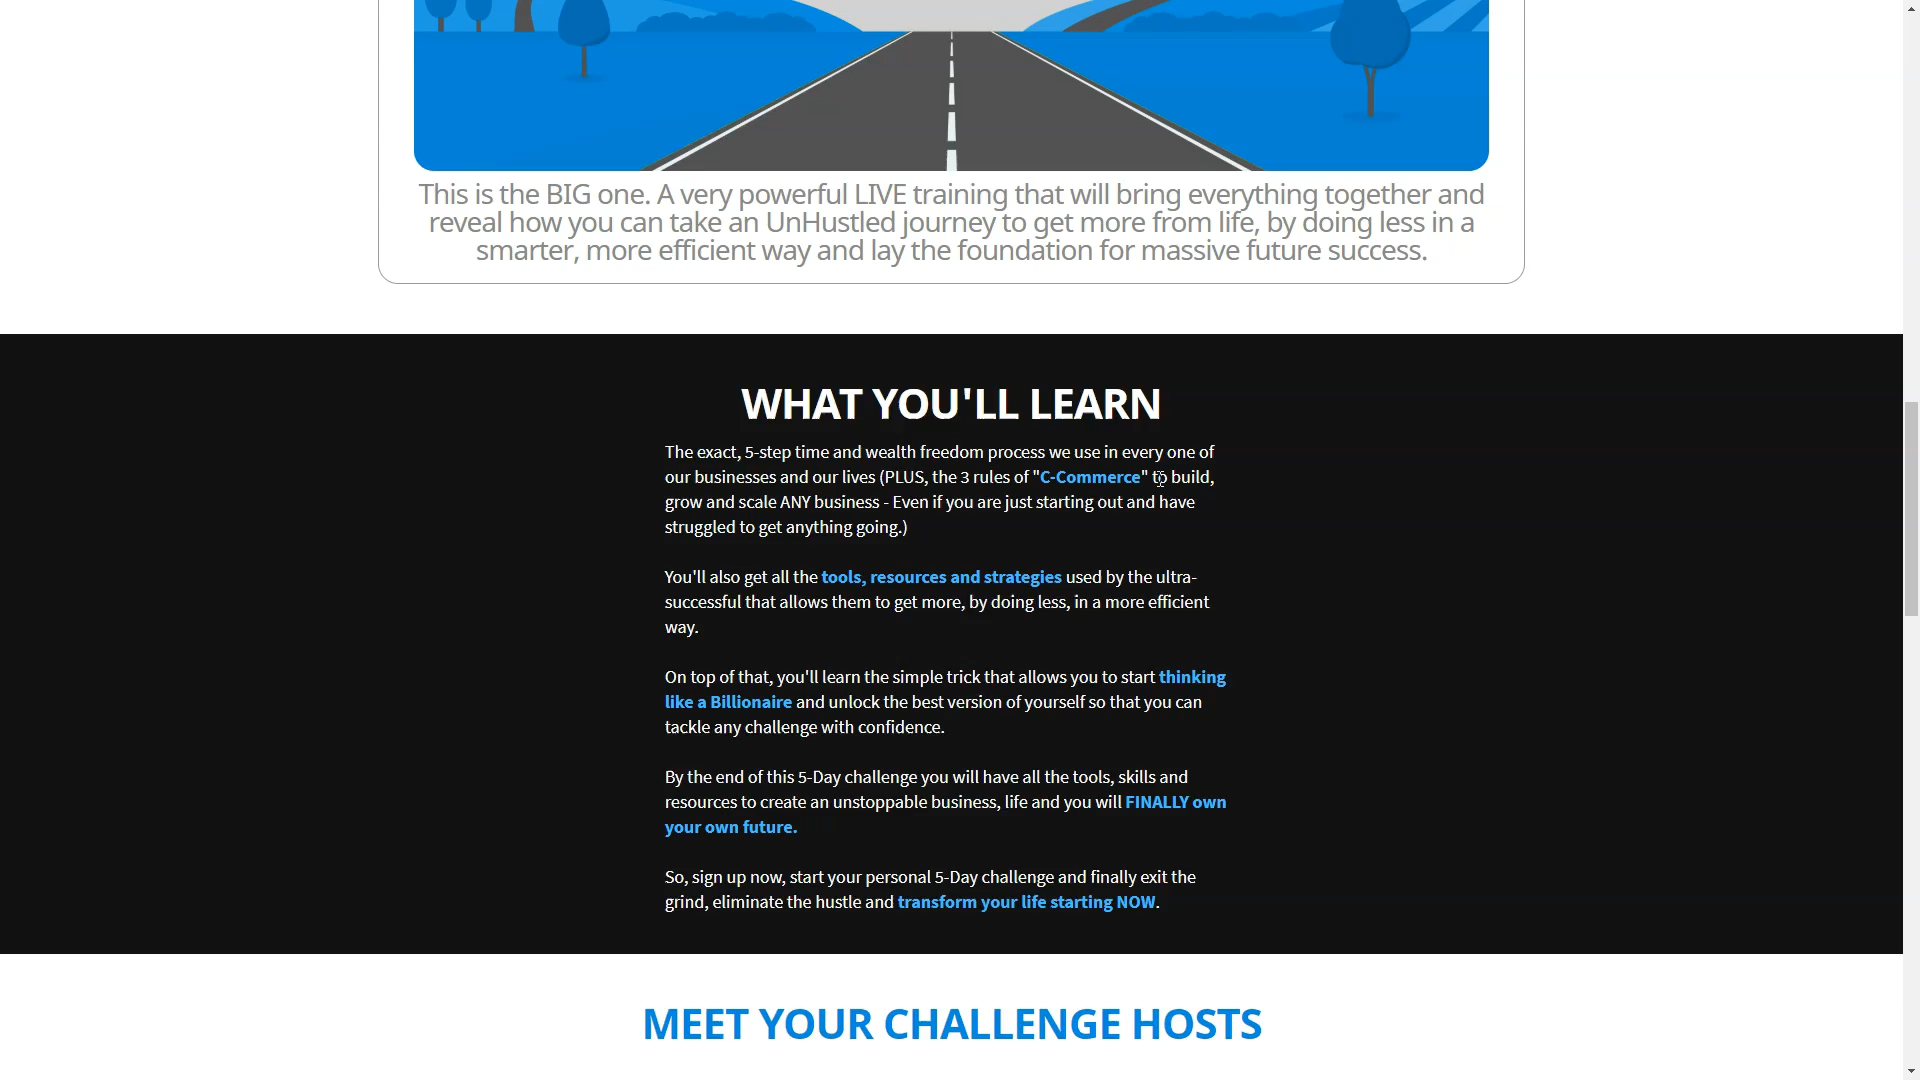 This is the BIG one. A very powerful LIVE training that will bring everything together and
reveal how you can take an UnHustled journey to get more from life, by doing less in a
smarter, more efficient way and lay the foundation for massive future success.
WHAT YOU'LL LEARN
The exact, 5-step time and wealth freedom process we use in every one of
our businesses and our lives (PLUS, the 3 rules of "C-Commerce" to build,
grow and scale ANY business - Even if you are just starting out and have
struggled to get anything going.)
You'll also get all the tools, resources and strategies used by the ultra-
successful that allows them to get more, by doing less, in a more efficient
way.
On top of that, you'll learn the simple trick that allows you to start thinking
like a Billionaire and unlock the best version of yourself so that you can
tackle any challenge with confidence.
By the end of this 5-Day challenge you will have all the tools, skills and
resources to create an unstoppable business, life and you will FINALLY own
your own future.
So, sign up now, start your personal 5-Day challenge and finally exit the
grind, eliminate the hustle and transform your life starting NOW.
MEET YOUR CHALLENGE HOSTS